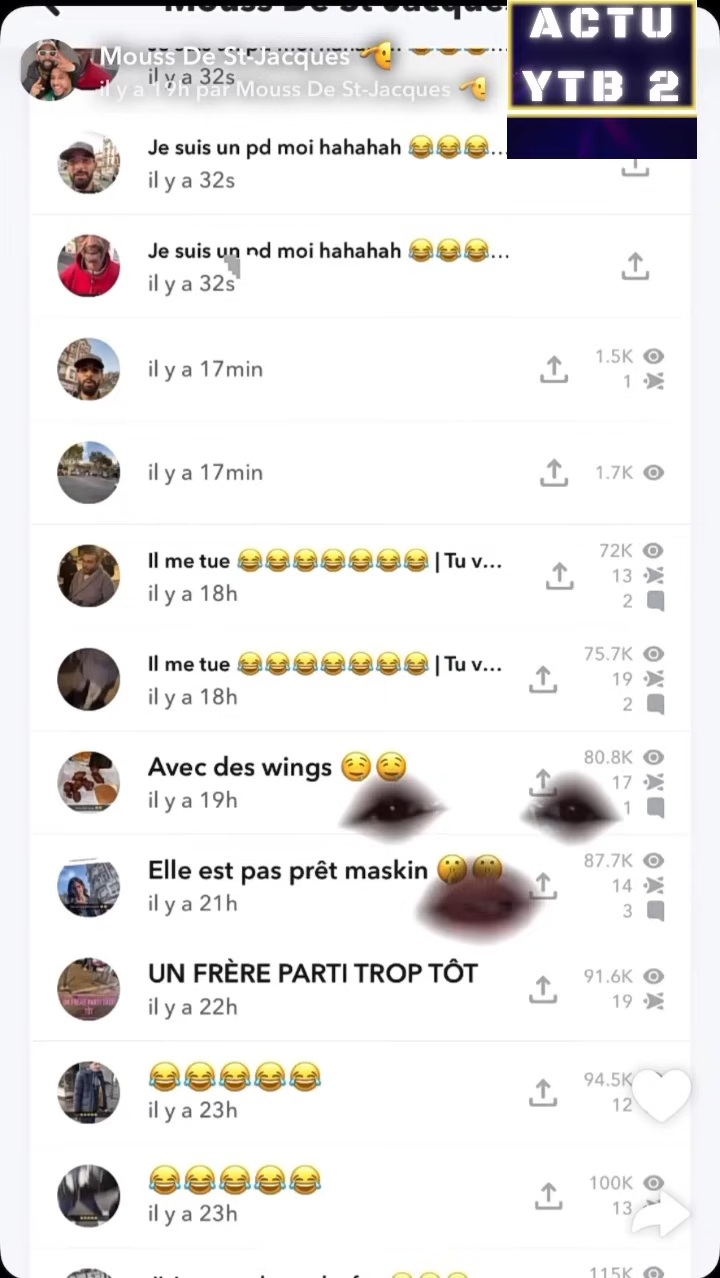 Mouss De St-Jacques
ACTU
YTB 2
Mouss De St-Jacques 🫡
il y a 32s
il y a 19h par Mouss De St-Jacques 🫡
Je suis un pd moi hahahah 😂😂😂...
il y a 32s
Je suis un pd moi hahahah 😂😂😂...
il y a 32s
il y a 17min
1.5K
1
il y a 17min
1.7K
Il me tue 😂😂😂😂😂😂😂 | Tu v...
il y a 18h
72K
13
2
Il me tue 😂😂😂😂😂😂😂 | Tu v...
il y a 18h
75.7K
19
2
Avec des wings 🤤🤤
il y a 19h
80.8K
17
1
Elle est pas prêt maskin 🤫🤫
il y a 21h
87.7K
14
3
UN FRÈRE PARTI TROP TÔT
il y a 22h
91.6K
19
😂😂😂😂😂
il y a 23h
94.5K
12
😂😂😂😂😂
il y a 23h
100K
13
115K